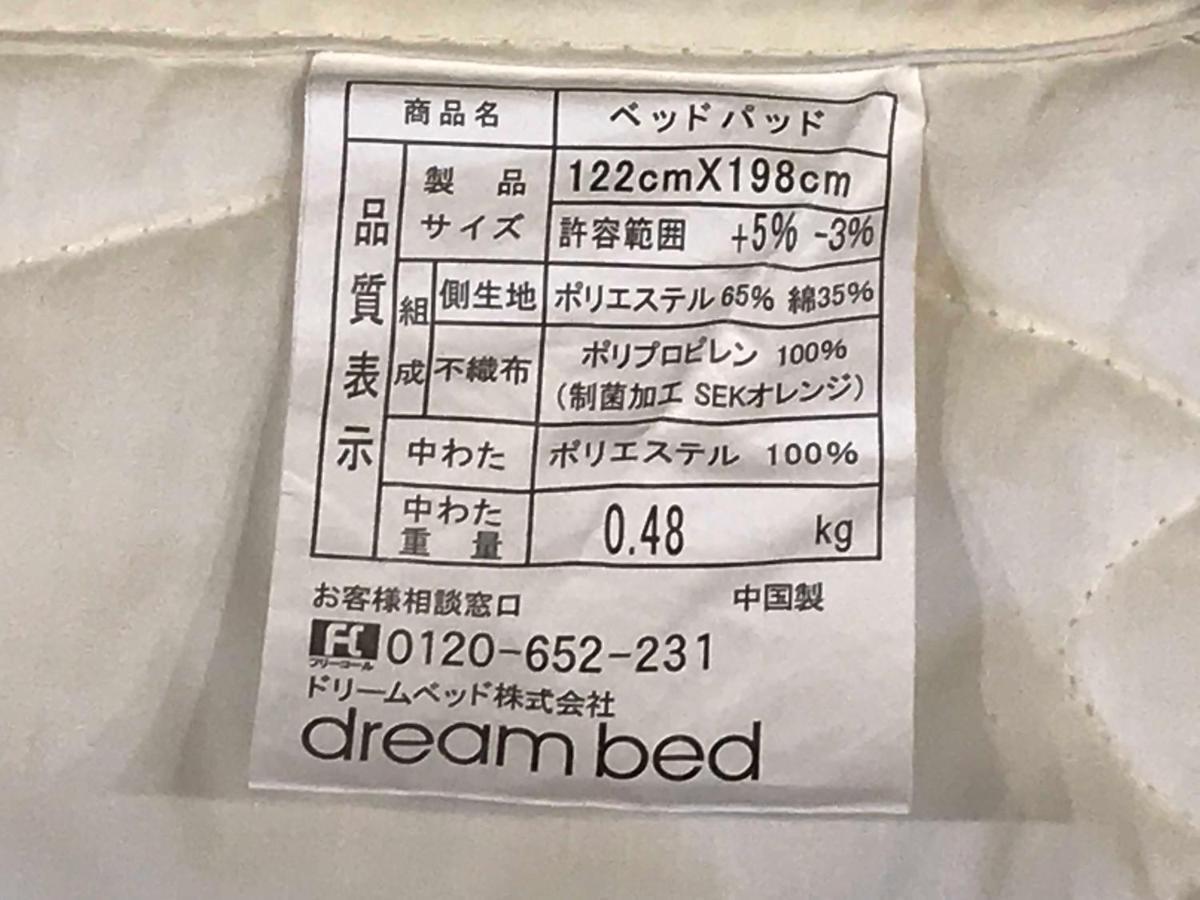 商品名 ベッドパッド
品質表示
製品サイズ 122cmX198cm
許容範囲 +5% -3%
組成 側生地 ポリエステル65% 綿35%
不織布 ポリプロピレン 100%
(制菌加工 SEKオレンジ)
中わた ポリエステル 100%
中わた重量 0.48 kg
お客様相談窓口 中国製
FC フリーコール 0120-652-231
ドリームベッド株式会社
dream bed